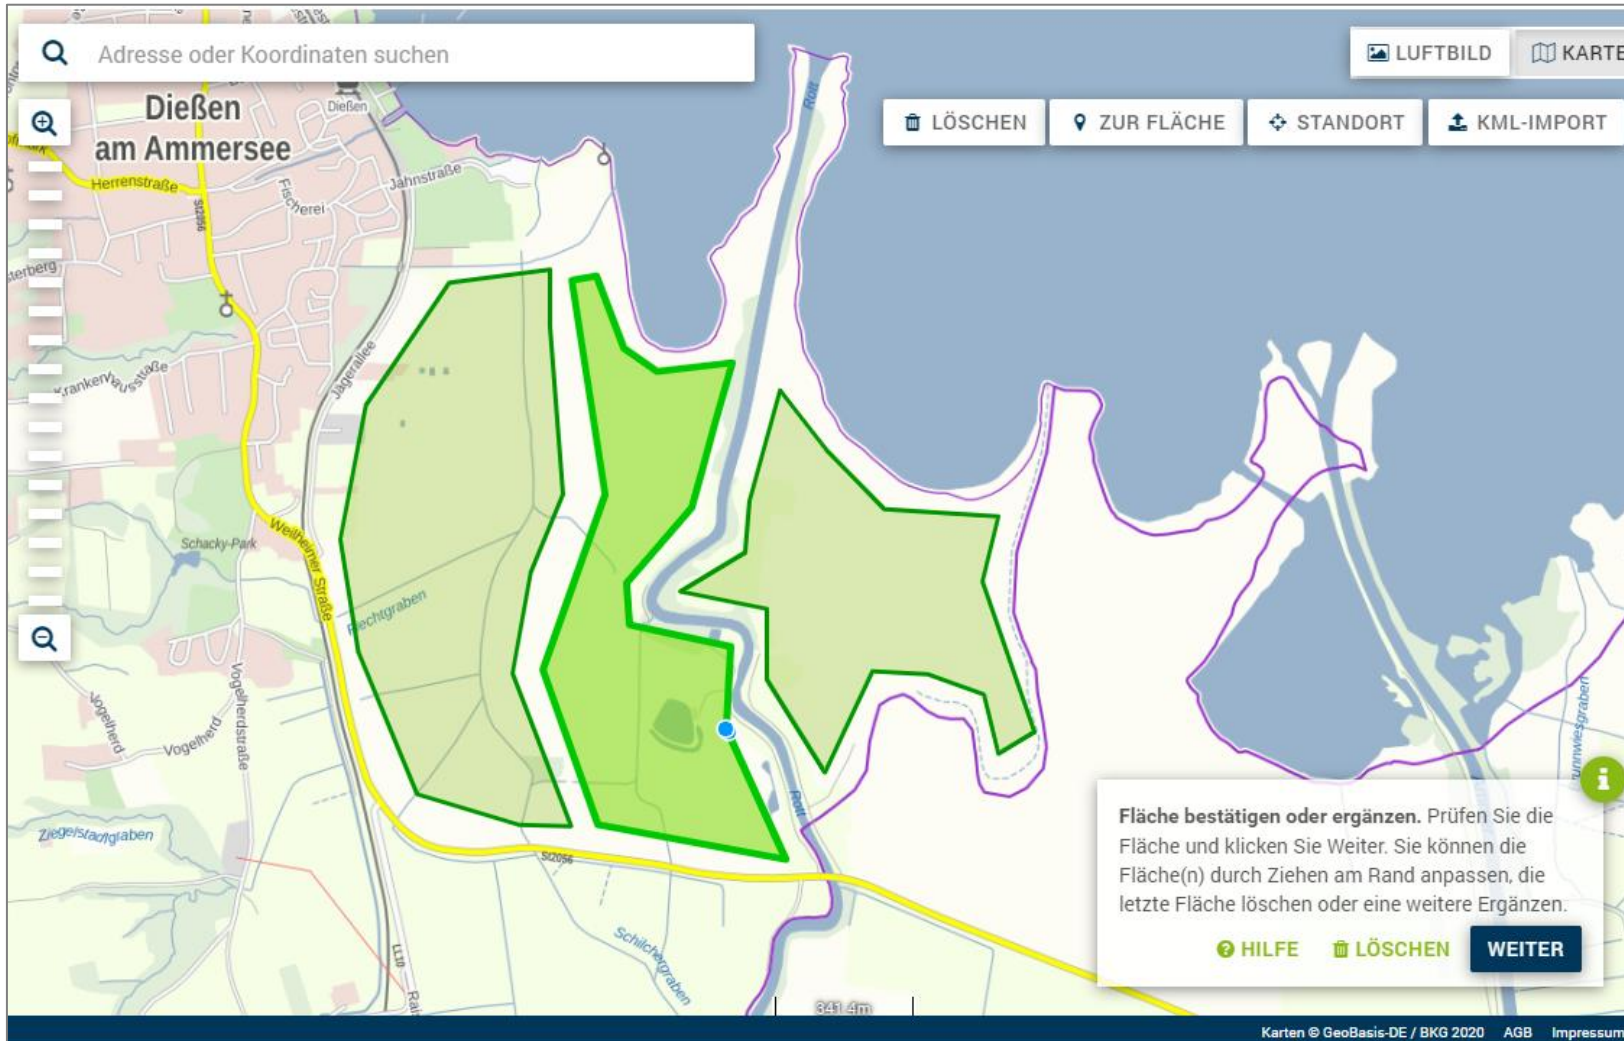 Adresse oder Koordinaten suchen
LUFTBILD
KARTE
LÖSCHEN
ZUR FLÄCHE
STANDORT
KML-IMPORT
Dießen
am Ammersee
Dießen
Herrenstraße
Jahnstraße
Fischerei
St2056
Rott
Jägerallee
Schacky-Park
Weilheimer Straße
Vogelherd
Vogelherd
Vogelherdstraße
Rott
St2056
LL10
Schilchergraben
341.4m
Fläche bestätigen oder ergänzen. Prüfen Sie die
Fläche und klicken Sie Weiter. Sie können die
Fläche(n) durch Ziehen am Rand anpassen, die
letzte Fläche löschen oder eine weitere Ergänzen.
HILFE
LÖSCHEN
WEITER
Karten © GeoBasis-DE / BKG 2020 AGB Impressum